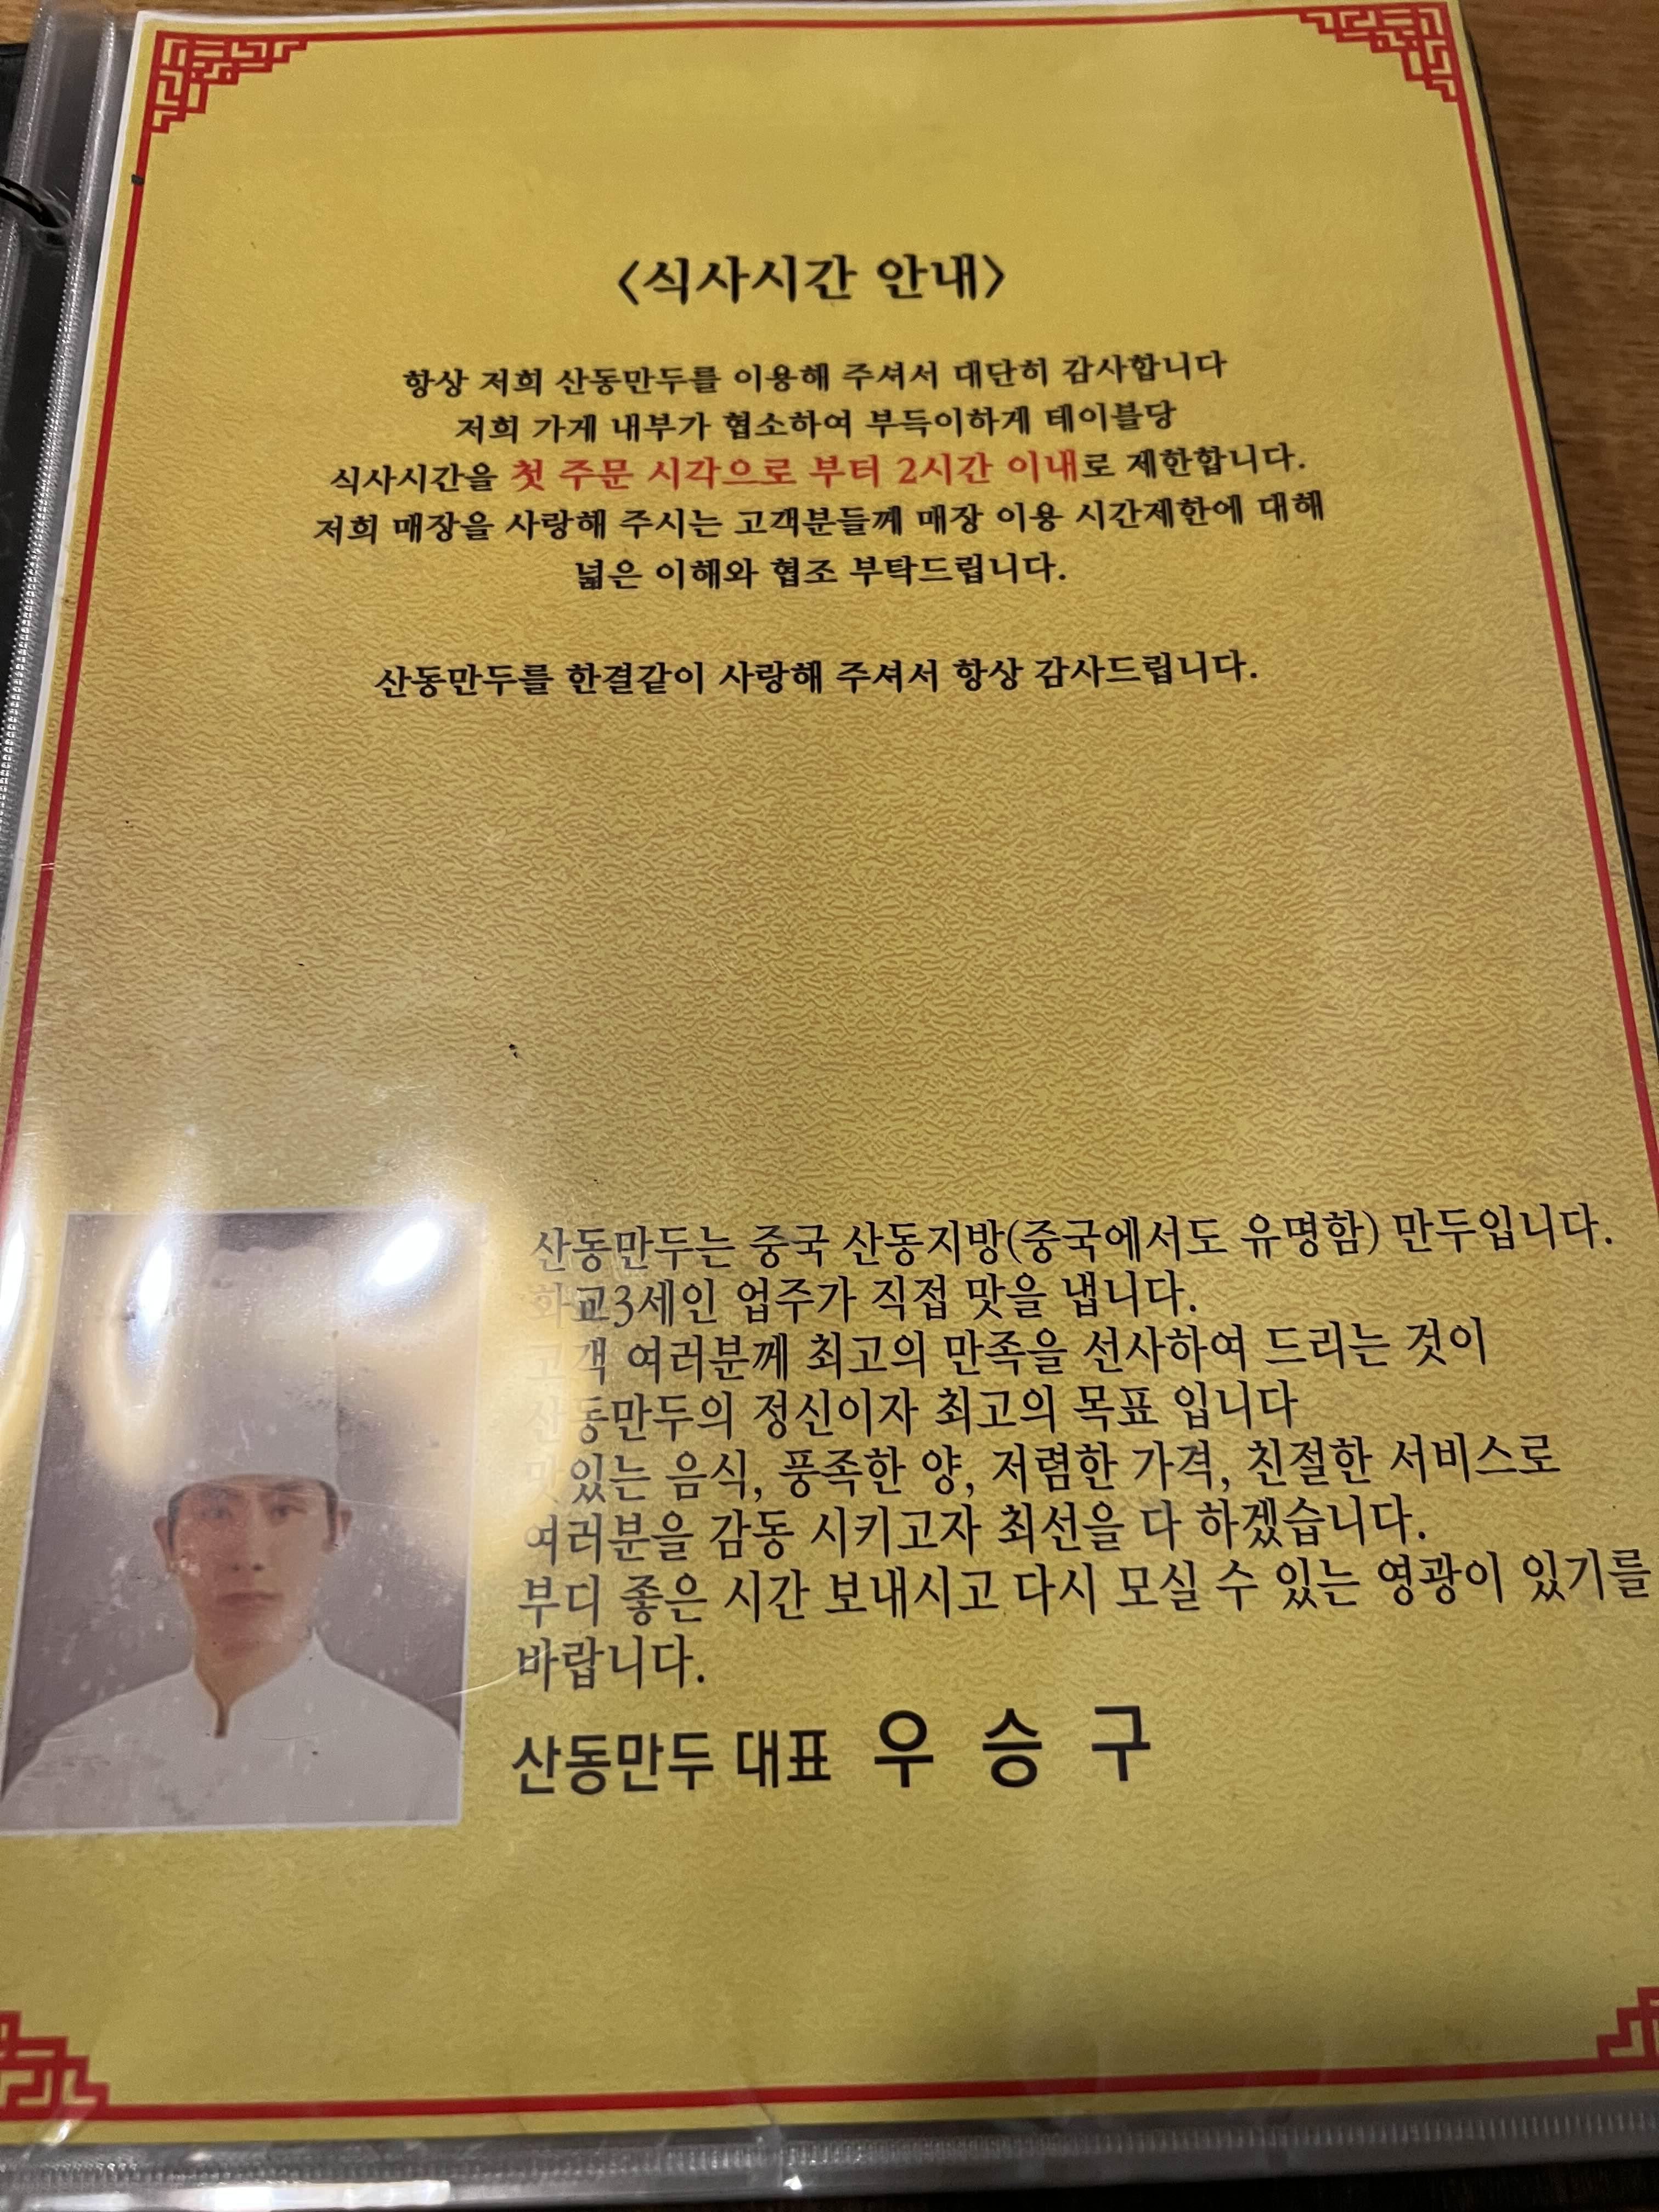 <식사시간 안내>
항상 저희 산동만두를 이용해 주셔서 대단히 감사합니다
저희 가게 내부가 협소하여 부득이하게 테이블당
식사시간을 첫 주문 시각으로 부터 2시간 이내로 제한합니다.
저희 매장을 사랑해 주시는 고객분들께 매장 이용 시간제한에 대해
넓은 이해와 협조 부탁드립니다.
산동만두를 한결같이 사랑해 주셔서 항상 감사드립니다.
산동만두는 중국 산동지방(중국에서도 유명함) 만두입니다.
화교3세인 업주가 직접 맛을 냅니다.
고객 여러분께 최고의 만족을 선사하여 드리는 것이
산동만두의 정신이자 최고의 목표 입니다
맛있는 음식, 풍족한 양, 저렴한 가격, 친절한 서비스로
여러분을 감동 시키고자 최선을 다 하겠습니다.
부디 좋은 시간 보내시고 다시 모실 수 있는 영광이 있기를
바랍니다.
산동만두 대표 우 승 구